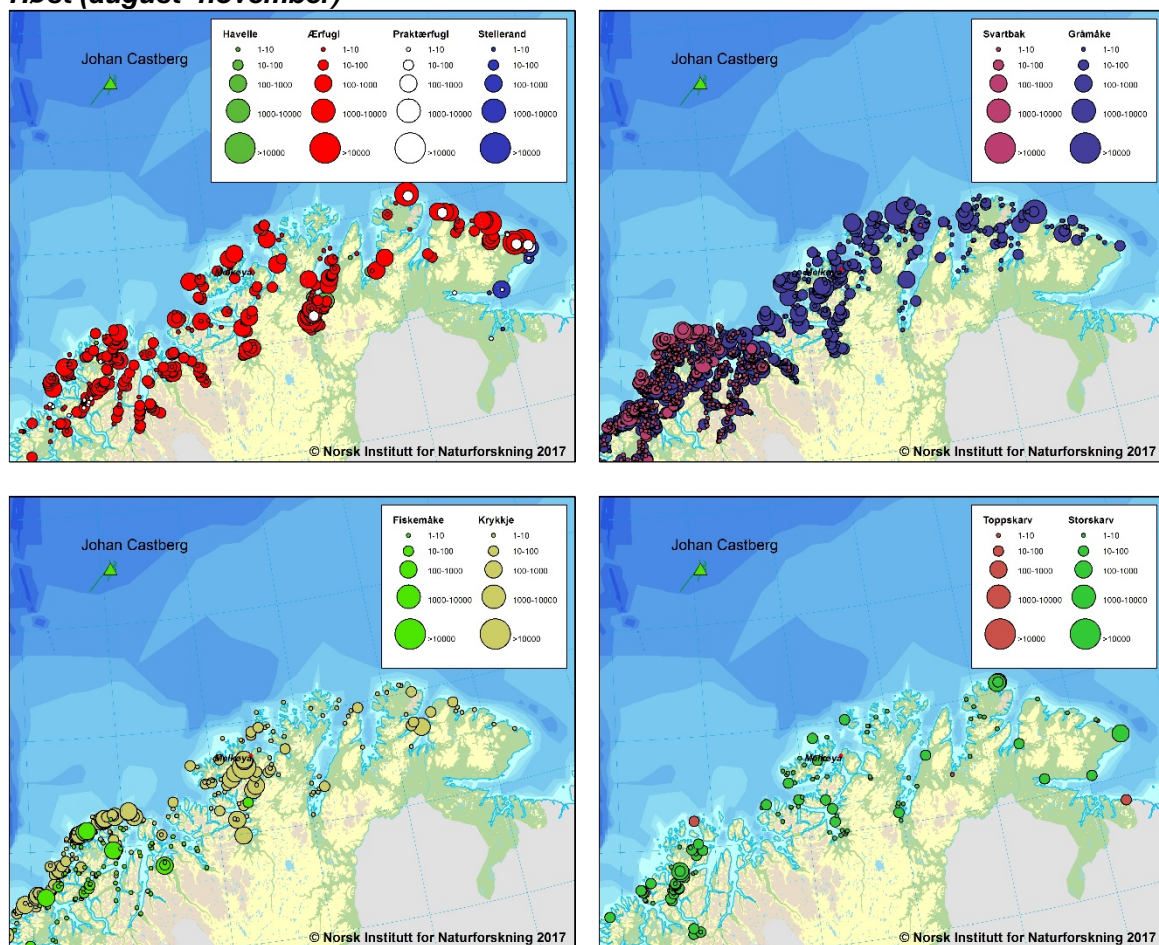 Høst (august–november)
Havelle Ærfugl Praktærfugl Stellerand
1-10 1-10 1-10 1-10
10-100 10-100 10-100 10-100
100-1000 100-1000 100-1000 100-1000
1000-10000 1000-10000 1000-10000 1000-10000
>10000 >10000 >10000 >10000
Johan Castberg
Melkøya
© Norsk Institutt for Naturforskning 2017
Svartbak Gråmåke
1-10 1-10
10-100 10-100
100-1000 100-1000
1000-10000 1000-10000
>10000 >10000
Johan Castberg
Melkøya
© Norsk Institutt for Naturforskning 2017
Fiskemåke Krykkje
1-10 1-10
10-100 10-100
100-1000 100-1000
1000-10000 1000-10000
>10000 >10000
Johan Castberg
Melkøya
© Norsk Institutt for Naturforskning 2017
Toppskarv Storskarv
1-10 1-10
10-100 10-100
100-1000 100-1000
1000-10000 1000-10000
>10000 >10000
Johan Castberg
Melkøya
© Norsk Institutt for Naturforskning 2017